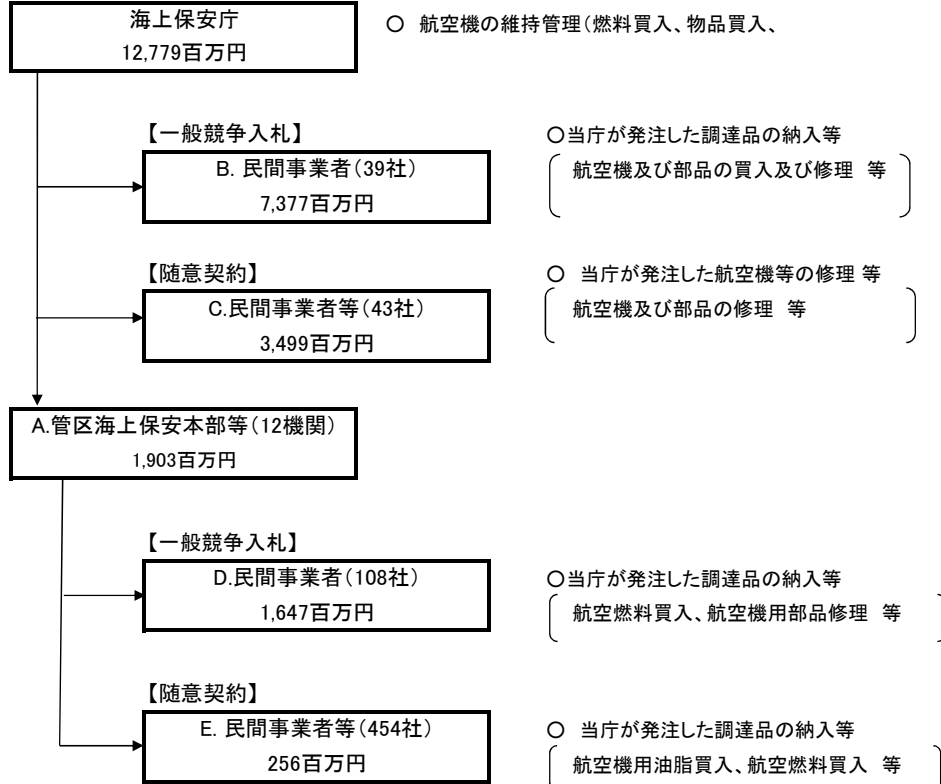 海上保安庁
12,779百万円
○ 航空機の維持管理(燃料買入、物品買入、
【一般競争入札】
B. 民間事業者(39社)
7,377百万円
○当庁が発注した調達品の納入等
航空機及び部品の買入及び修理 等
【随意契約】
C.民間事業者等(43社)
3,499百万円
○ 当庁が発注した航空機等の修理 等
航空機及び部品の修理 等
A.管区海上保安本部等(12機関)
1,903百万円
【一般競争入札】
D.民間事業者(108社)
1,647百万円
○当庁が発注した調達品の納入等
航空燃料買入、航空機用部品修理 等
【随意契約】
E. 民間事業者等(454社)
256百万円
○ 当庁が発注した調達品の納入等
航空機用油脂買入、航空燃料買入 等